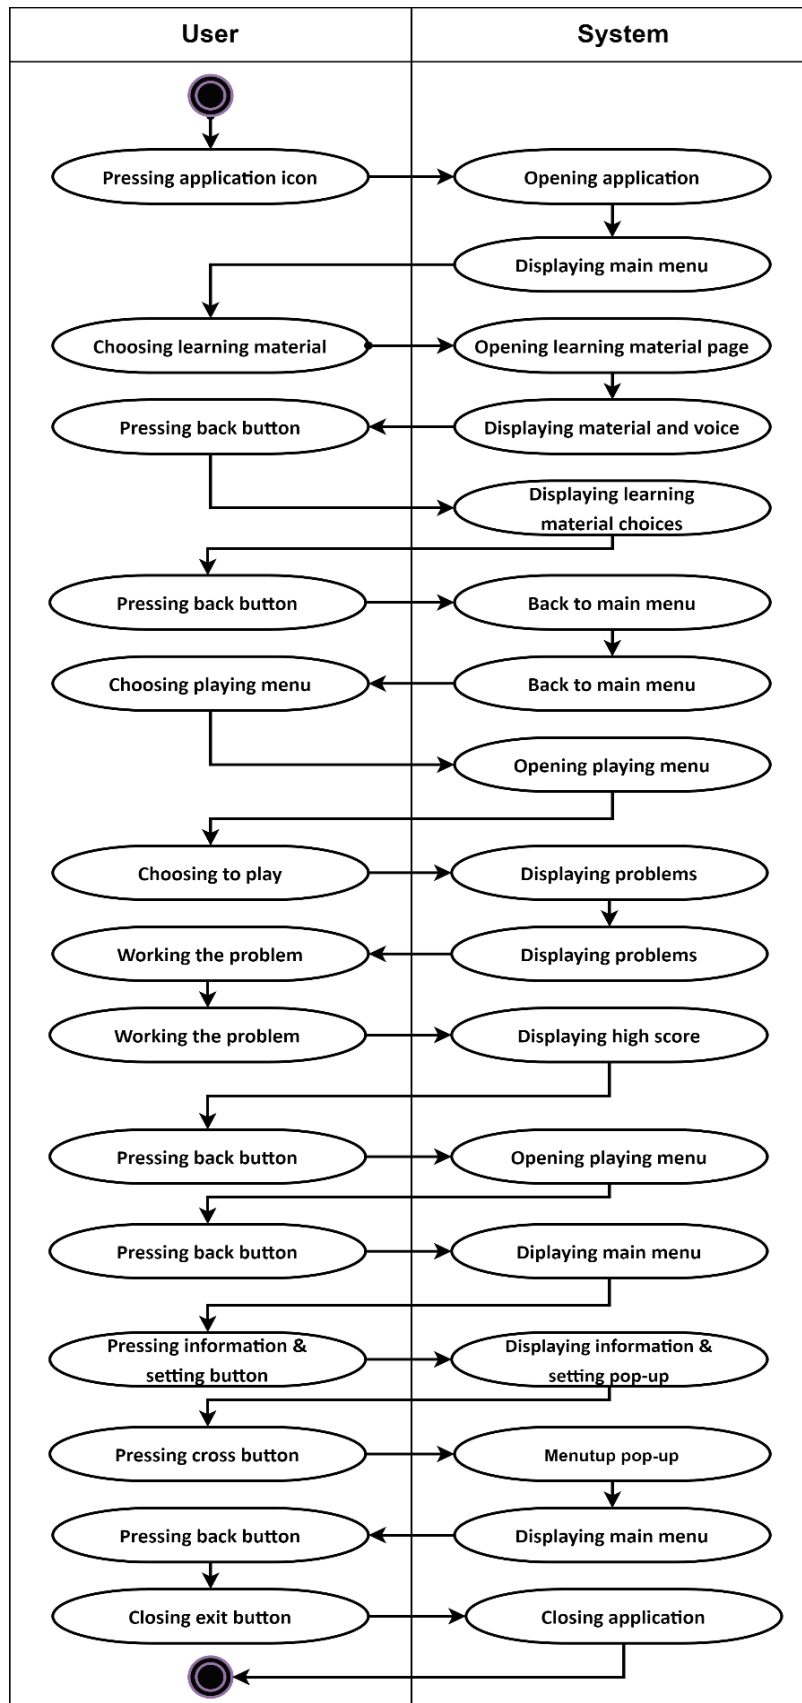 User
System
Pressing application icon
Opening application
Displaying main menu
Choosing learning material
Opening learning material page
Pressing back button
Displaying material and voice
Displaying learning
material choices
Pressing back button
Back to main menu
Choosing playing menu
Back to main menu
Opening playing menu
Choosing to play
Displaying problems
Working the problem
Displaying problems
Working the problem
Displaying high score
Pressing back button
Opening playing menu
Pressing back button
Diplaying main menu
Pressing information &
setting button
Displaying information &
setting pop-up
Pressing cross button
Menutup pop-up
Pressing back button
Displaying main menu
Closing exit button
Closing application